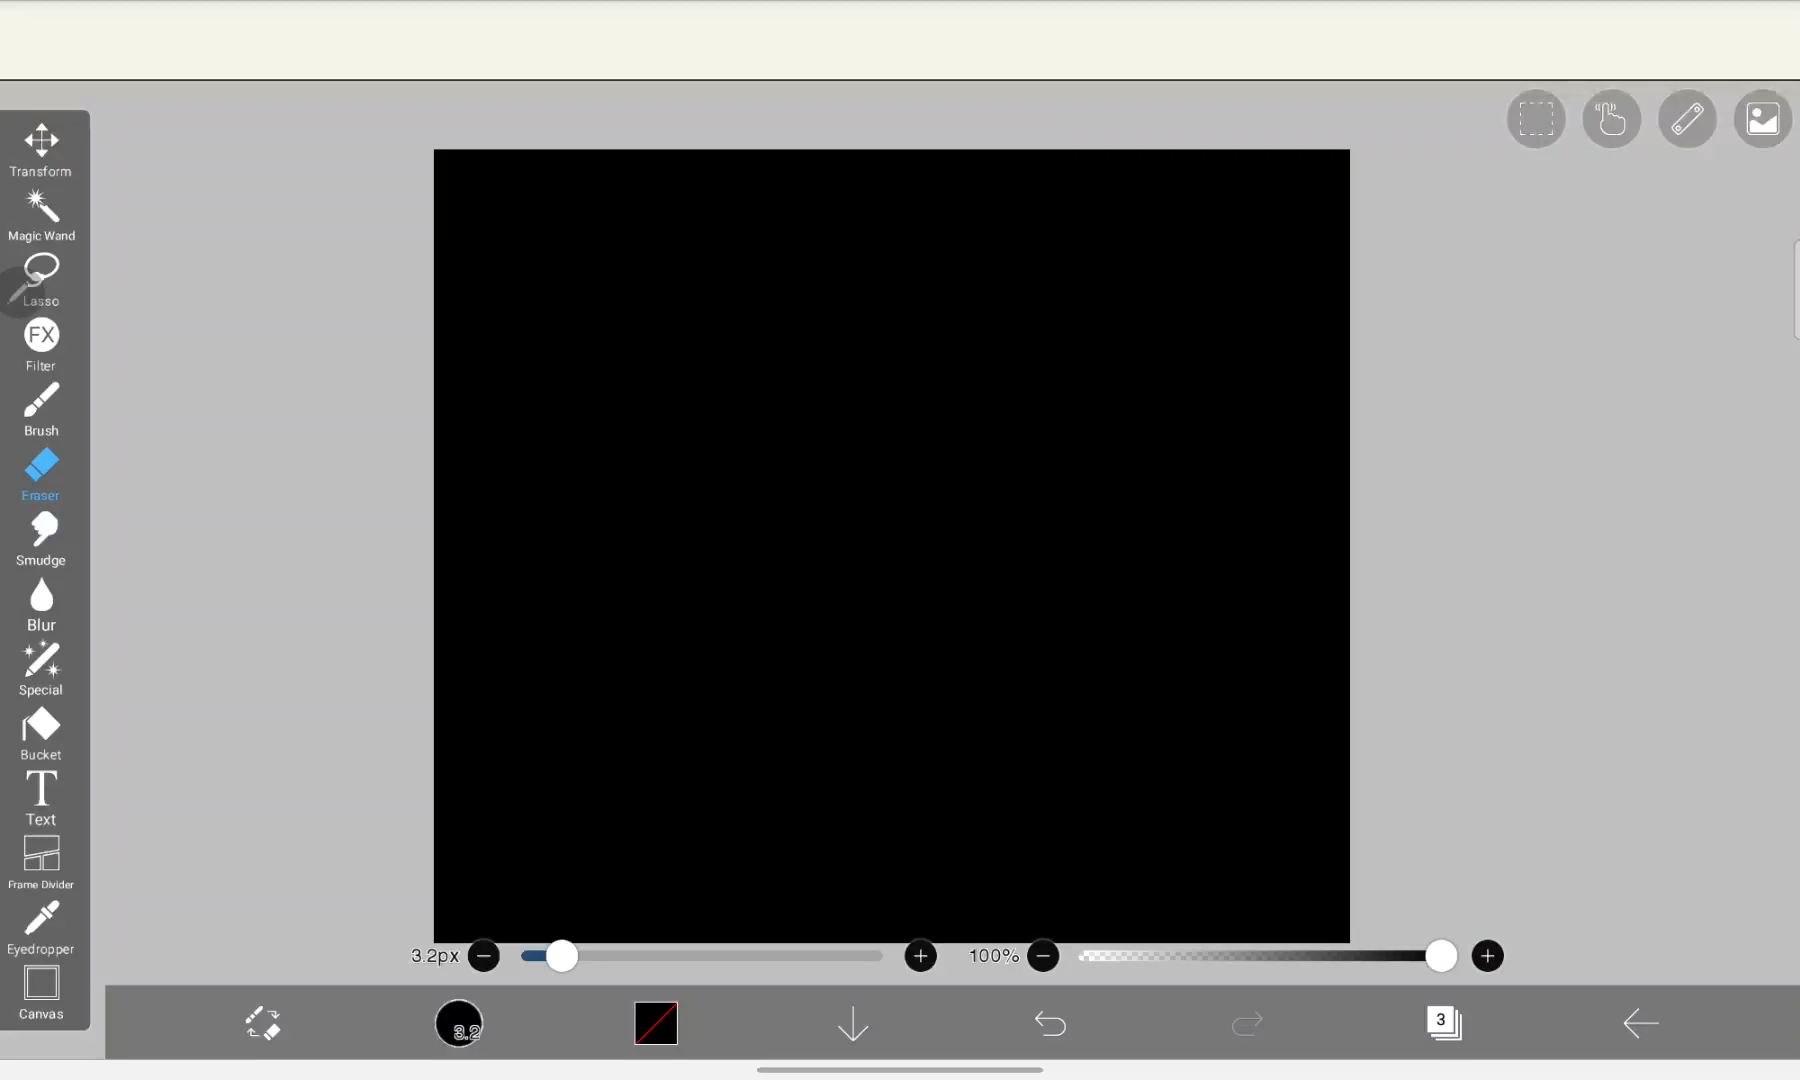 Transform
Magic Wand
Lasso
FX
Filter
Brush
Eraser
Smudge
Blur
Special
Bucket
T
Text
Frame Divider
Eyedropper
Canvas
3.2px
100%
3.2
3